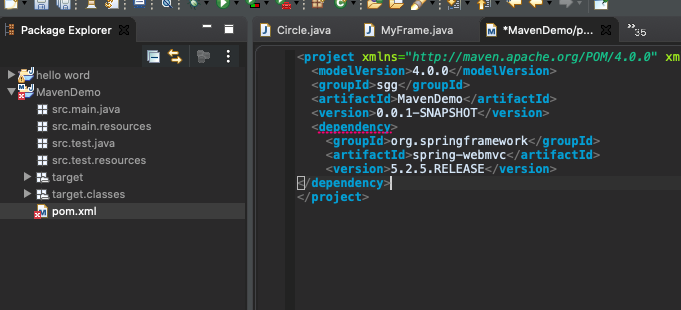 Package Explorer
hello word
MavenDemo
src.main.java
src.main.resources
src.test.java
src.test.resources
target
target.classes
pom.xml
Circle.java
MyFrame.java
*MavenDemo/p...
»35
<project xmlns="http://maven.apache.org/POM/4.0.0" xm
<modelVersion>4.0.0</modelVersion>
<groupId>sgg</groupId>
<artifactId>MavenDemo</artifactId>
<version>0.0.1-SNAPSHOT</version>
<dependency>
<groupId>org.springframework</groupId>
<artifactId>spring-webmvc</artifactId>
<version>5.2.5.RELEASE</version>
</dependency>
</project>